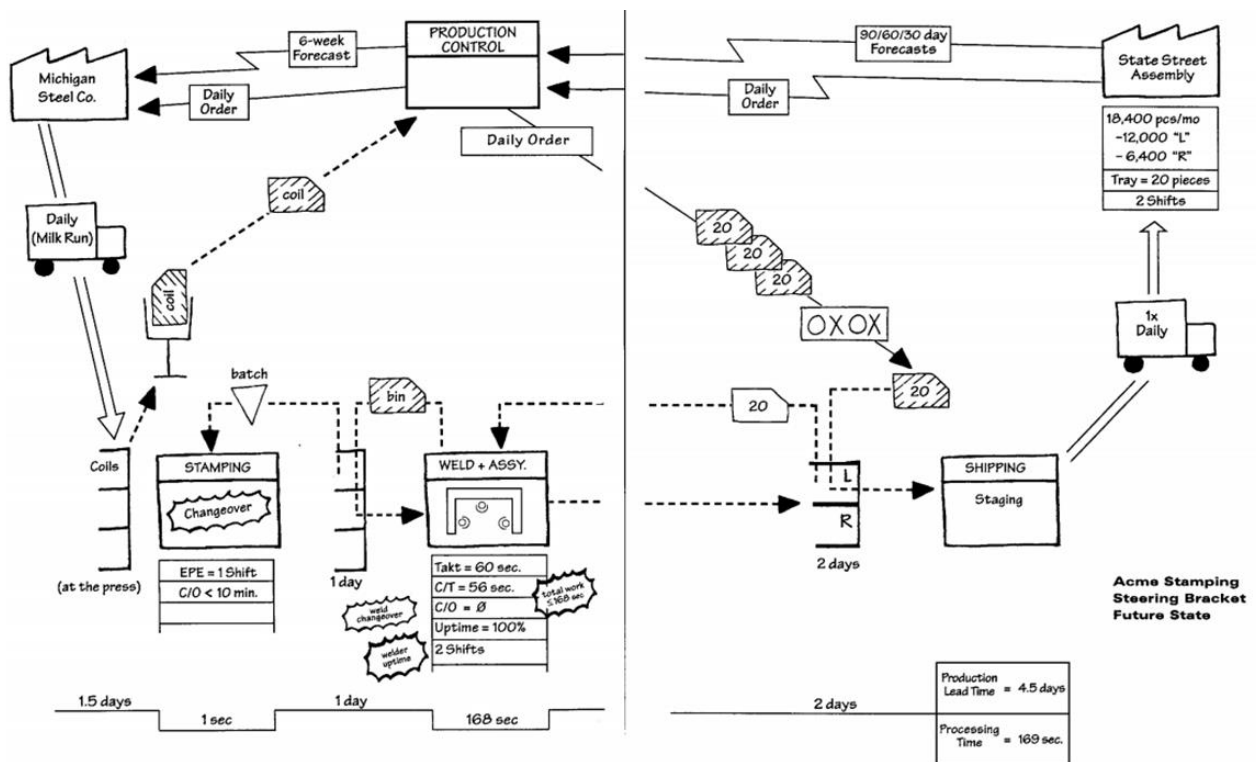 Michigan
Steel Co.
6-week
Forecast
Daily
Order
PRODUCTION
CONTROL
Daily Order
90/60/30 day
Forecasts
Daily
Order
State Street
Assembly
18,400 pcs/mo
-12,000 "L"
- 6,400 "R"
Tray = 20 pieces
2 Shifts
Daily
(Milk Run)
coil
coil
20
20
20
OXOX
1x
Daily
batch
bin
20
20
Coils
(at the press)
STAMPING
Changeover
EPE = 1 Shift
C/O < 10 min.
1 day
WELD + ASSY.
Takt = 60 sec.
C/T = 56 sec.
C/O = Ø
Uptime = 100%
2 Shifts
total work
≤ 168 sec
weld
changeover
welder
uptime
L
R
2 days
SHIPPING
Staging
Acme Stamping
Steering Bracket
Future State
1.5 days
1 sec
1 day
168 sec
2 days
Production
Lead Time = 4.5 days
Processing
Time = 169 sec.